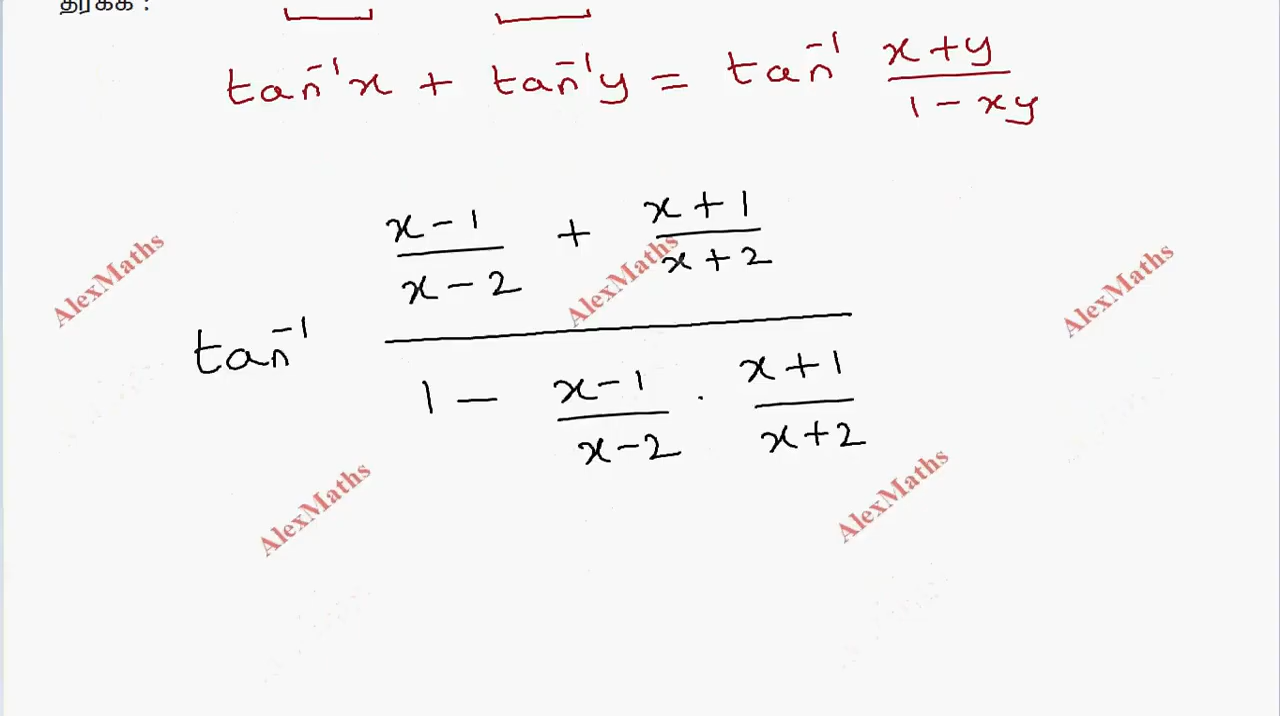 தீர்க்க :
tan⁻¹x + tan⁻¹y = tan⁻¹ (x+y)/(1-xy)
tan⁻¹ ((x-1)/(x-2) + (x+1)/(x+2))/(1 - (x-1)/(x-2) · (x+1)/(x+2))
AlexMaths
AlexMaths
AlexMaths
AlexMaths
AlexMaths